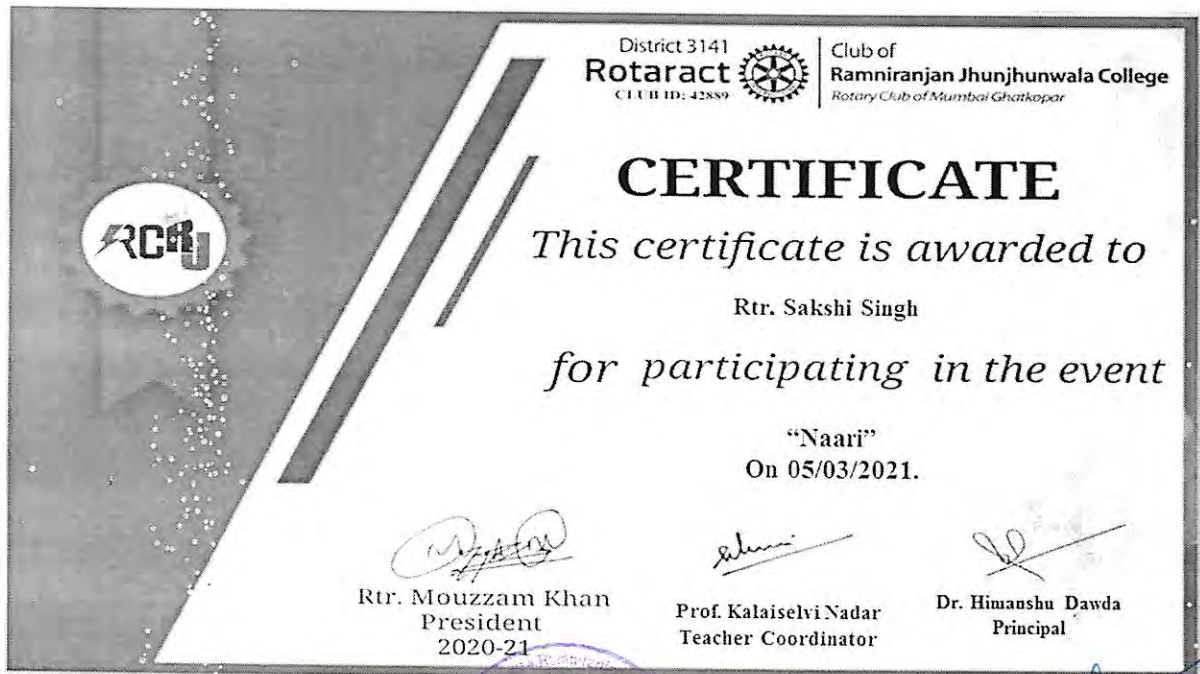 District 3141
Rotaract
CLUB ID: 42889
Club of
Ramniranjan Jhunjhunwala College
Rotary Club of Mumbai Ghatkopar
RCRJ
CERTIFICATE
This certificate is awarded to
Rtr. Sakshi Singh
for participating in the event
“Naari”
On 05/03/2021.
Rtr. Mouzzam Khan
President
2020-21
Prof. Kalaiselvi Nadar
Teacher Coordinator
Dr. Himanshu Dawda
Principal